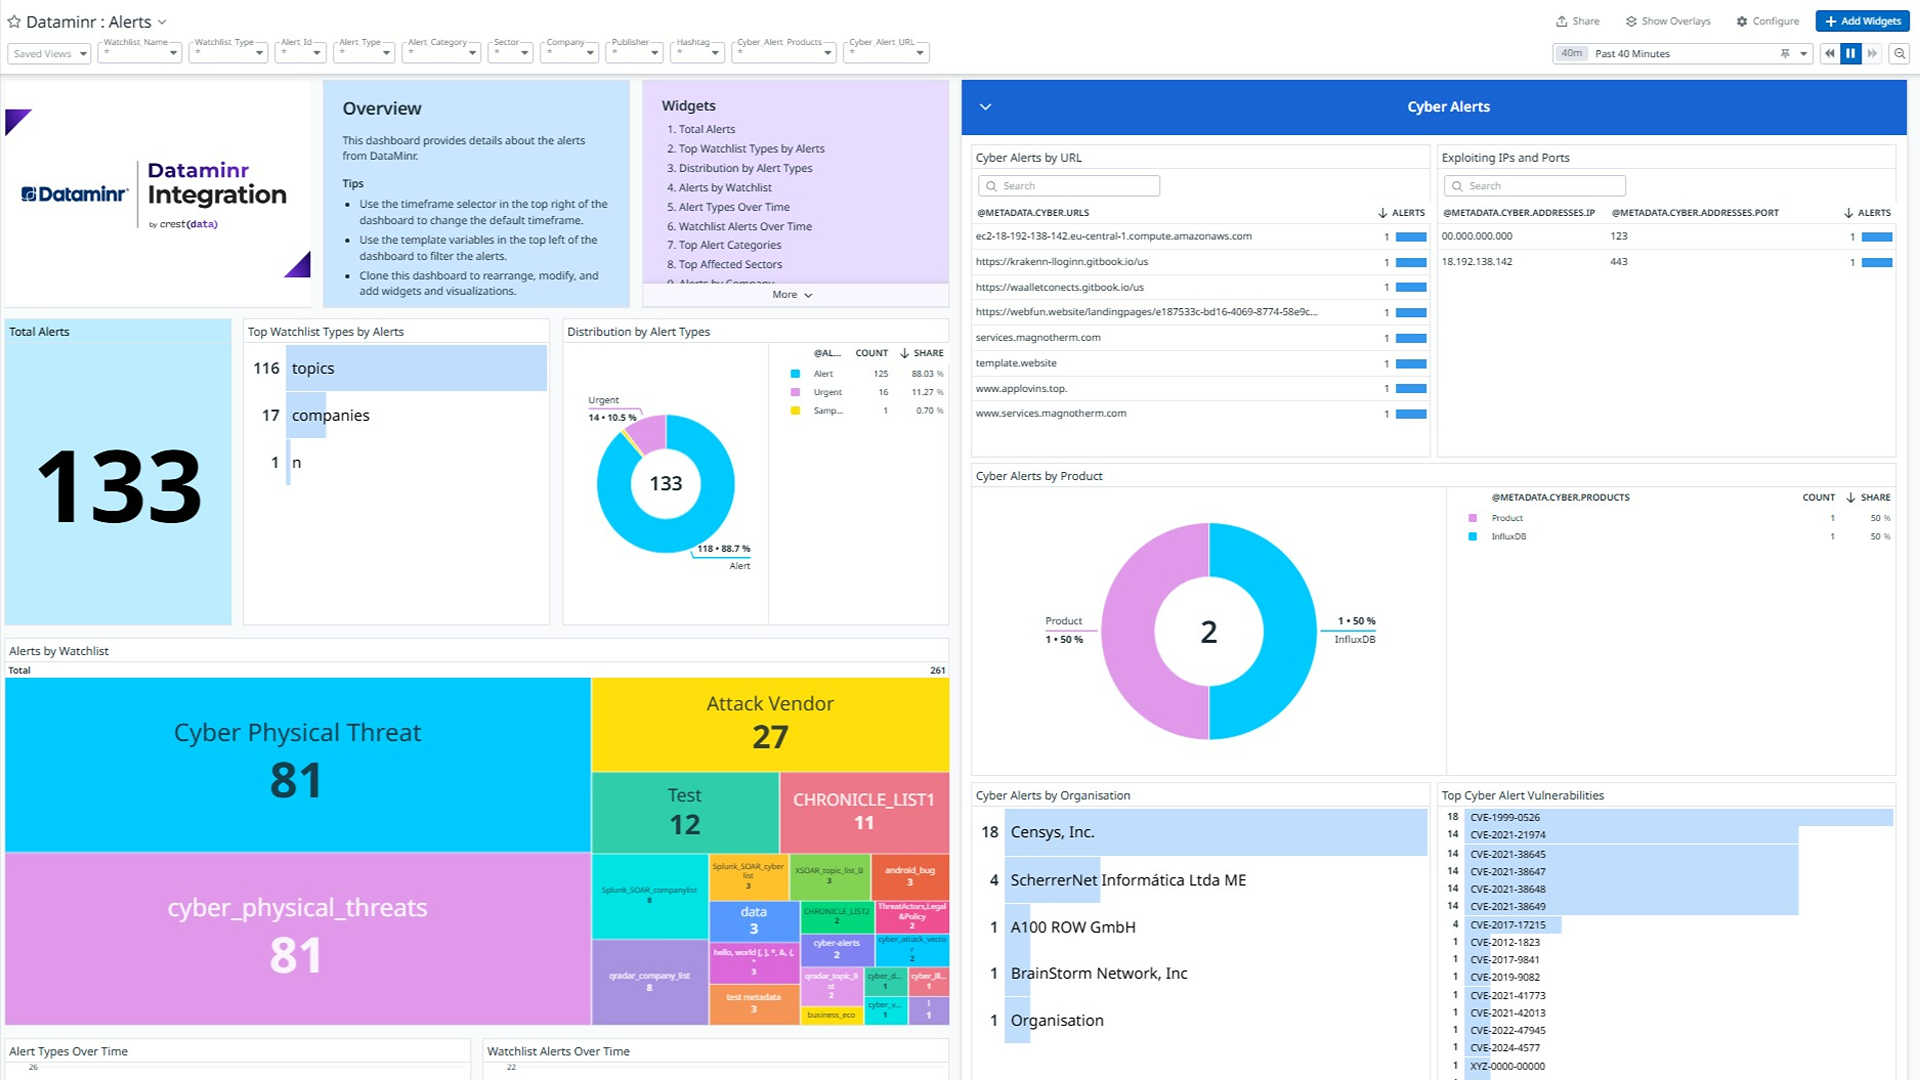 Dataminr : Alerts
Share
Show Overlays
Configure
+ Add Widgets
Saved Views
Watchlist_Name
*
Watchlist_Type
*
Alert_Id
*
Alert_Type
*
Alert_Category
*
Sector
*
Company
*
Publisher
*
Hashtag
*
Cyber_Alert_Products
*
Cyber_Alert_URL
*
40m Past 40 Minutes
Dataminr
Dataminr
Integration
by crest(data)
Overview
This dashboard provides details about the alerts
from DataMinr.
Tips
• Use the timeframe selector in the top right of the
dashboard to change the default timeframe.
• Use the template variables in the top left of the
dashboard to filter the alerts.
• Clone this dashboard to rearrange, modify, and
add widgets and visualizations.
Widgets
1. Total Alerts
2. Top Watchlist Types by Alerts
3. Distribution by Alert Types
4. Alerts by Watchlist
5. Alert Types Over Time
6. Watchlist Alerts Over Time
7. Top Alert Categories
8. Top Affected Sectors
9. Alerts by Company
More
Total Alerts
133
Top Watchlist Types by Alerts
116 topics
17 companies
1 n
Distribution by Alert Types
Urgent
14 • 10.5 %
133
118 • 88.7 %
Alert
@AL... COUNT SHARE
Alert 125 88.03 %
Urgent 16 11.27 %
Samp... 1 0.70 %
Alerts by Watchlist
Total 261
Cyber Physical Threat
81
cyber_physical_threats
81
Attack Vendor
27
Test
12
CHRONICLE_LIST1
11
Splunk_SOAR_companylist
8
qradar_company_list
8
Splunk_SOAR_cyber
list
3
XSOAR_topic_list_B
3
android_bug
3
data
3
CHRONICLE_LIST2
2
ThreatActors,Legal
&Policy
2
hello, world [, ], *, &, (,
*
3
cyber-alerts
2
cyber_attack_vecto
r
2
test metadata
3
qradar_topic_li
st
2
cyber_d...
1
cyber_ill...
1
business_eco
cyber_v...
1
1
Alert Types Over Time
26
Watchlist Alerts Over Time
22
Cyber Alerts
Cyber Alerts by URL
Search
@METADATA.CYBER.URLS ALERTS
ec2-18-192-138-142.eu-central-1.compute.amazonaws.com 1
https://krakenn-lloginn.gitbook.io/us 1
https://waalletconects.gitbook.io/us 1
https://webfun.website/landingpages/e187533c-bd16-4069-8774-58e9c... 1
services.magnotherm.com 1
template.website 1
www.applovins.top. 1
www.services.magnotherm.com 1
Exploiting IPs and Ports
Search
@METADATA.CYBER.ADDRESSES.IP @METADATA.CYBER.ADDRESSES.PORT ALERTS
00.000.000.000 123 1
18.192.138.142 443 1
Cyber Alerts by Product
Product
1 • 50 %
2
1 • 50 %
InfluxDB
@METADATA.CYBER.PRODUCTS COUNT SHARE
Product 1 50 %
InfluxDB 1 50 %
Cyber Alerts by Organisation
18 Censys, Inc.
4 ScherrerNet Informática Ltda ME
1 A100 ROW GmbH
1 BrainStorm Network, Inc
1 Organisation
Top Cyber Alert Vulnerabilities
18 CVE-1999-0526
14 CVE-2021-21974
14 CVE-2021-38645
14 CVE-2021-38647
14 CVE-2021-38648
14 CVE-2021-38649
4 CVE-2017-17215
1 CVE-2012-1823
1 CVE-2017-9841
1 CVE-2019-9082
1 CVE-2021-41773
1 CVE-2021-42013
1 CVE-2022-47945
1 CVE-2024-4577
1 XYZ-0000-00000